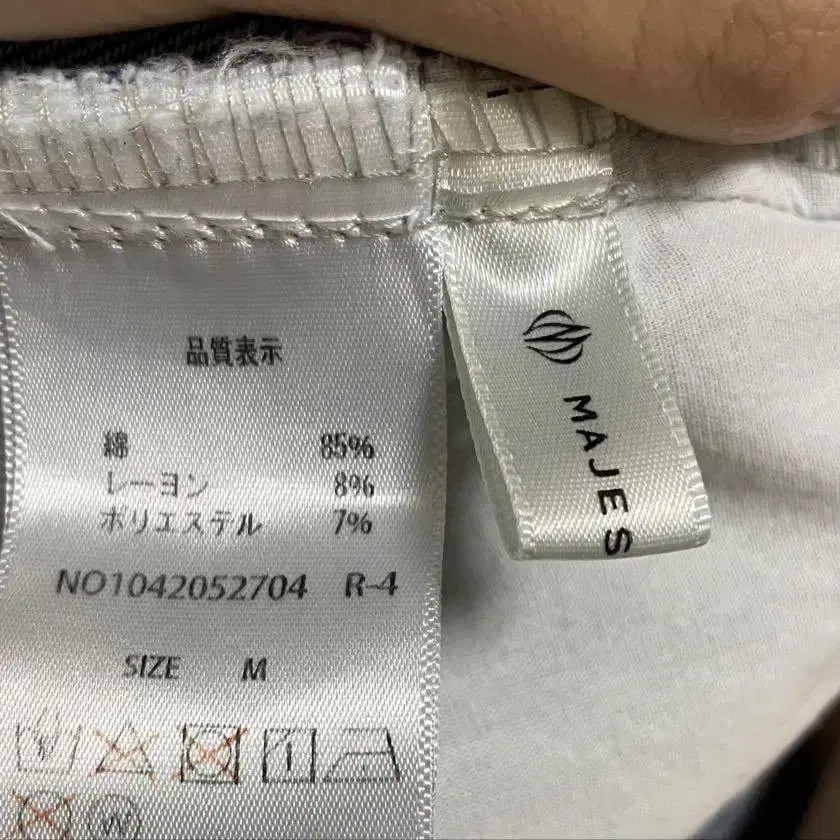 品質表示
綿 85%
レーヨン 8%
ポリエステル 7%
NO1042052704 R-4
SIZE M
W
MAJES